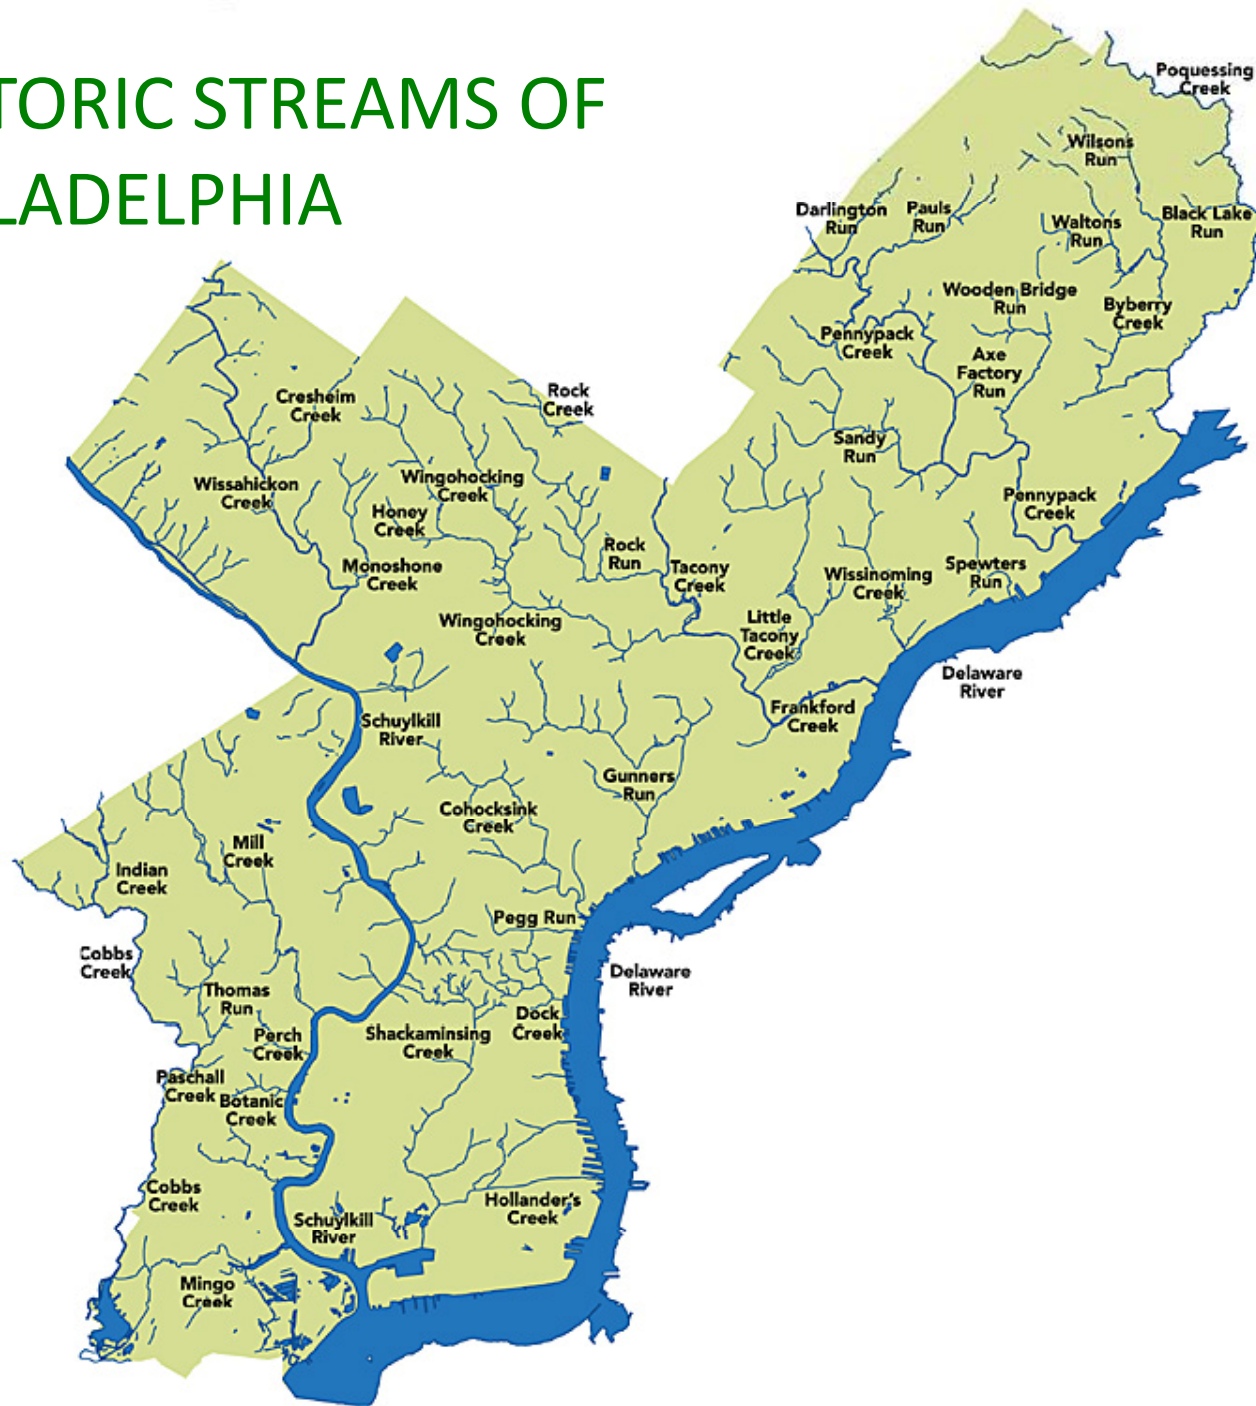 TORIC STREAMS OF
LADELPHIA
Poquessing
Creek
Wilsons
Run
Darlington
Run
Pauls
Run
Waltons
Run
Black Lake
Run
Wooden Bridge
Run
Byberry
Creek
Pennypack
Creek
Axe
Factory
Run
Cresheim
Creek
Rock
Creek
Sandy
Run
Wissahickon
Creek
Wingohocking
Creek
Honey
Creek
Pennypack
Creek
Rock
Run
Monoshone
Creek
Tacony
Creek
Wissinoming
Creek
Spewters
Run
Wingohocking
Creek
Little
Tacony
Creek
Delaware
River
Frankford
Creek
Schuylkill
River
Gunners
Run
Cohocksink
Creek
Mill
Creek
Indian
Creek
Pegg Run
Cobbs
Creek
Delaware
River
Thomas
Run
Dock
Creek
Perch
Creek
Shackaminsing
Creek
Paschall
Creek
Botanic
Creek
Cobbs
Creek
Hollander's
Creek
Schuylkill
River
Mingo
Creek